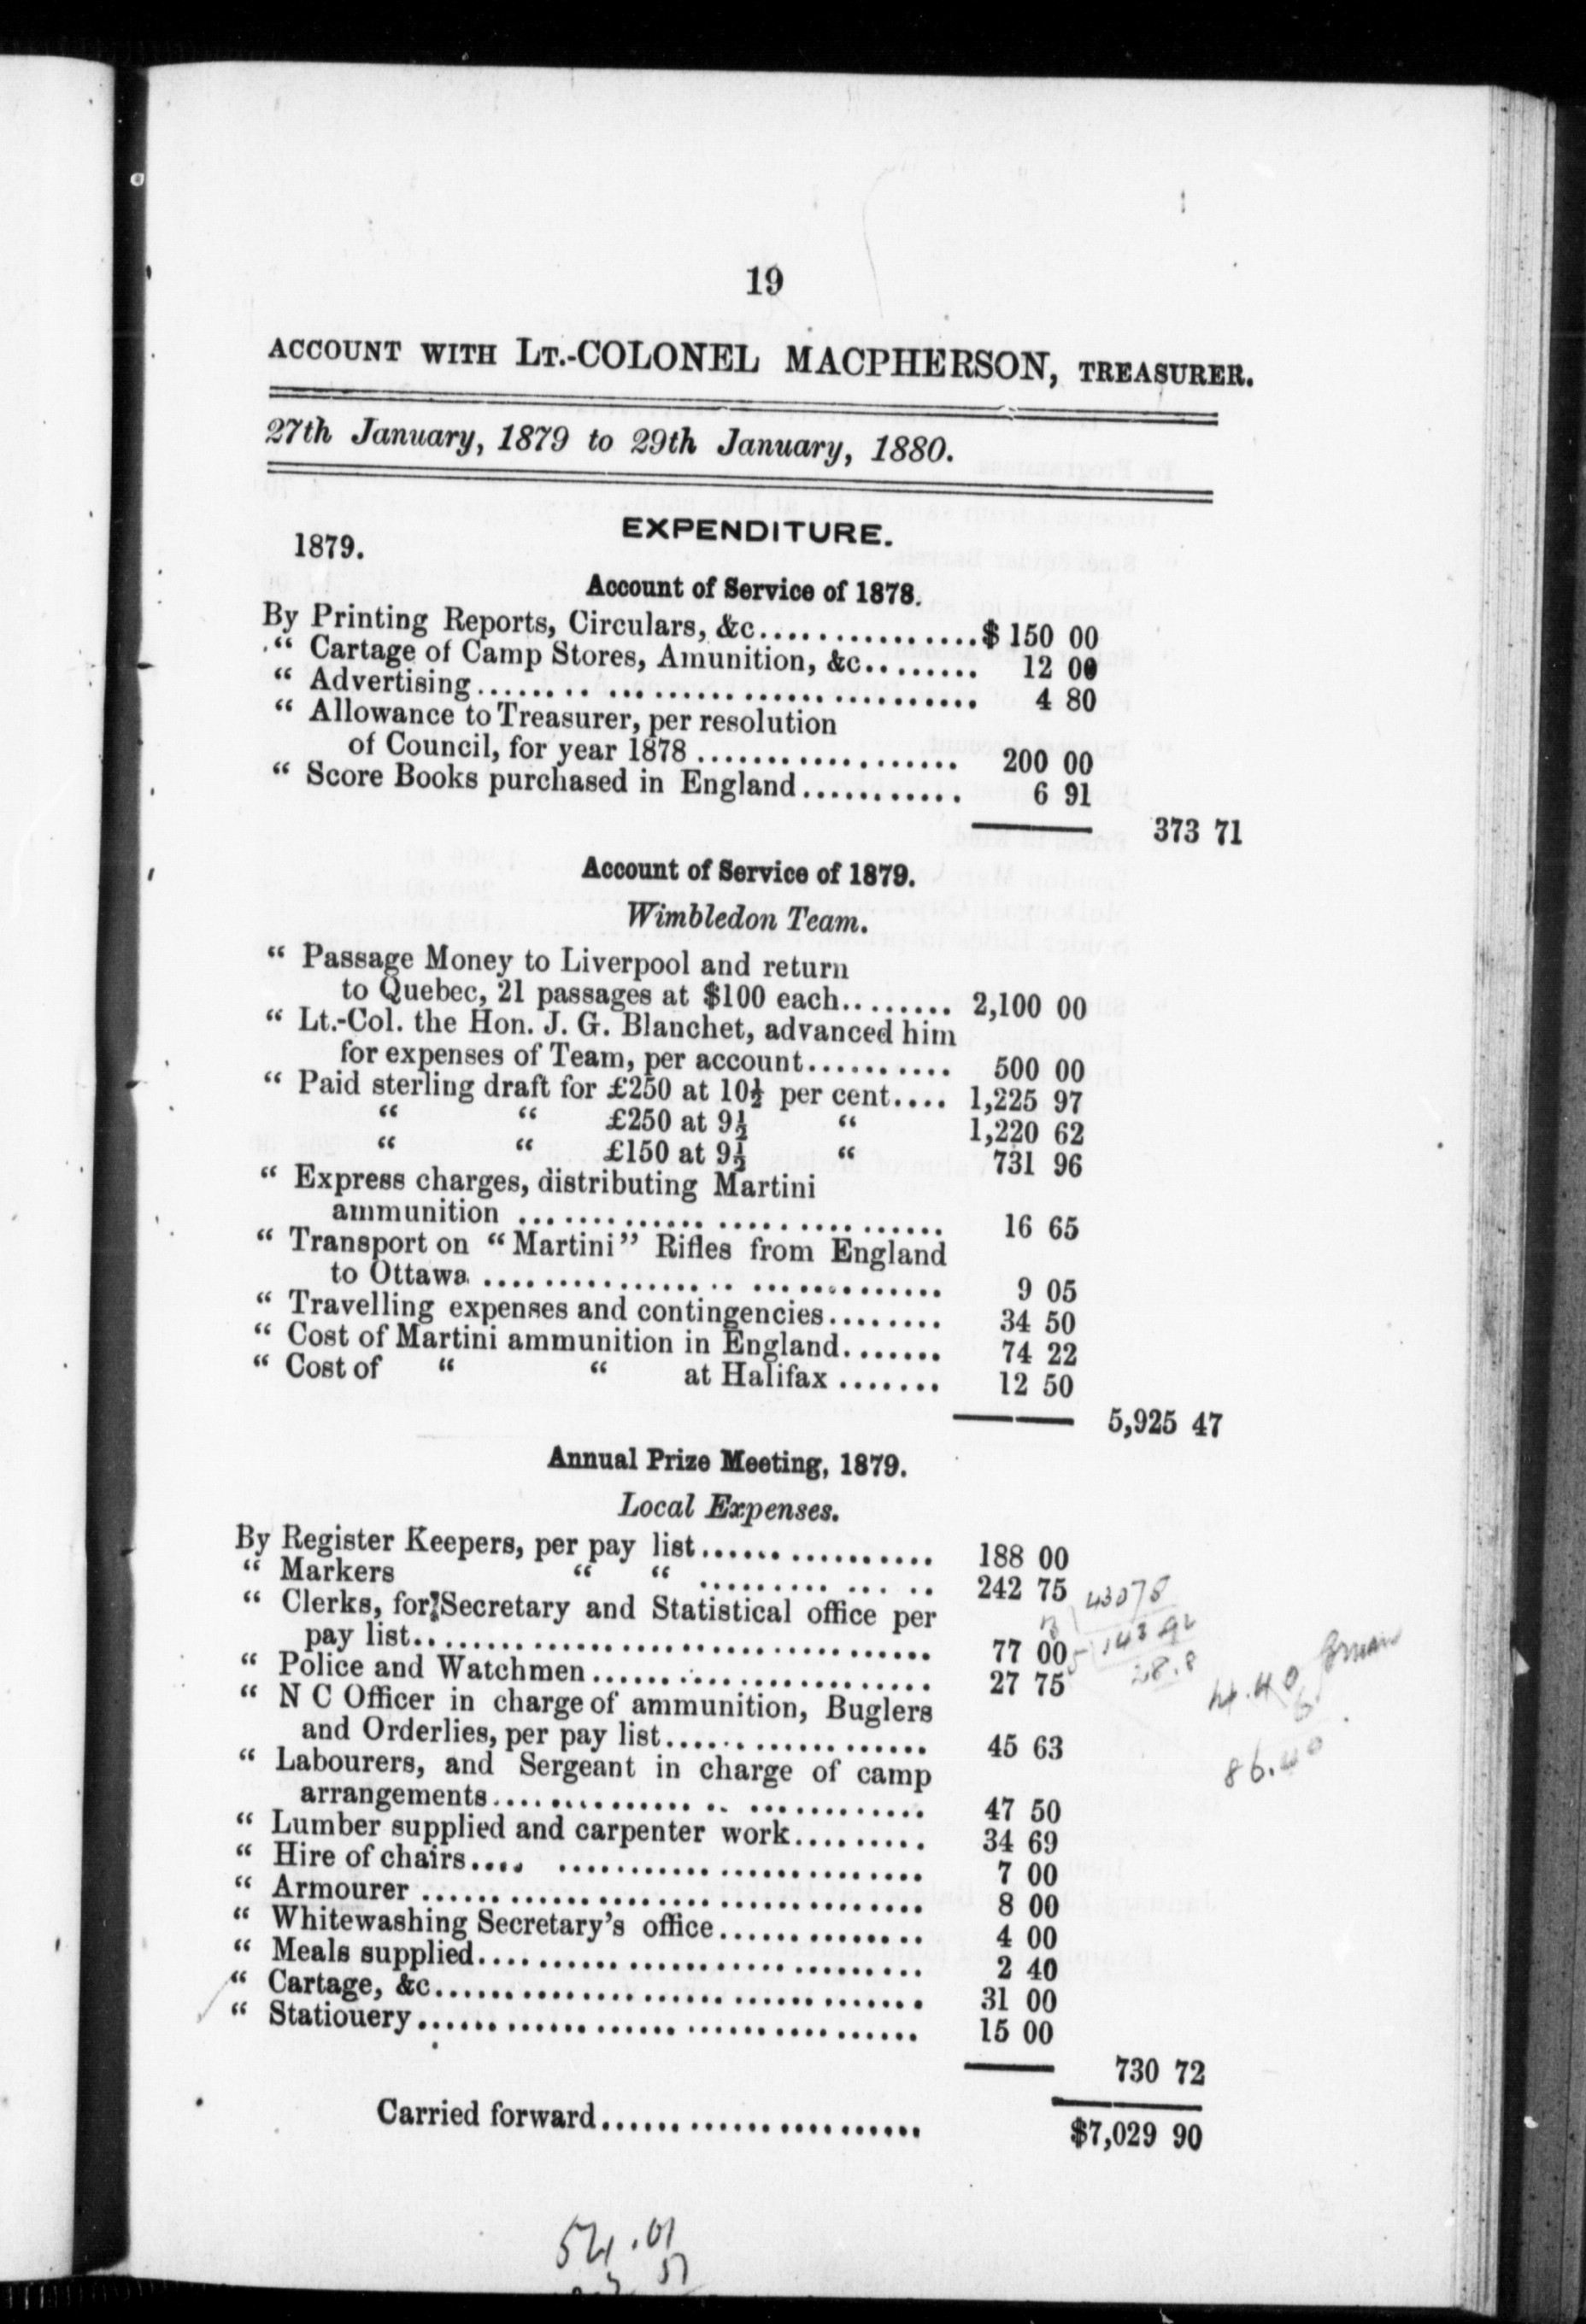 19
ACCOUNT WITH LT.-COLONEL MACPHERSON, TREASURER.
27th January, 1879 to 29th January, 1880.
EXPENDITURE.
1879.
Account of Service of 1878.
By Printing Reports, Circulars, &c................$ 150 00
“ Cartage of Camp Stores, Amunition, &c........ 12 00
“ Advertising................................ 4 80
“ Allowance to Treasurer, per resolution
of Council, for year 1878 .................. 200 00
“ Score Books purchased in England........... 6 91
373 71
Account of Service of 1879.
Wimbledon Team.
“ Passage Money to Liverpool and return
to Quebec, 21 passages at $100 each........ 2,100 00
“ Lt.-Col. the Hon. J. G. Blanchet, advanced him
for expenses of Team, per account.......... 500 00
“ Paid sterling draft for £250 at 10½ per cent.... 1,225 97
“ “ £250 at 9½ “ 1,220 62
“ “ £150 at 9½ “ 731 96
“ Express charges, distributing Martini
ammunition ........................ 16 65
“ Transport on “Martini” Rifles from England
to Ottawa .......................... 9 05
“ Travelling expenses and contingencies........ 34 50
“ Cost of Martini ammunition in England....... 74 22
“ Cost of “ “ at Halifax ....... 12 50
5,925 47
Annual Prize Meeting, 1879.
Local Expenses.
By Register Keepers, per pay list............... 188 00
“ Markers “ “ .............. 242 75
“ Clerks, for Secretary and Statistical office per
pay list.................................. 77 00
“ Police and Watchmen...................... 27 75
“ N C Officer in charge of ammunition, Buglers
and Orderlies, per pay list................. 45 63
“ Labourers, and Sergeant in charge of camp
arrangements........................... 47 50
“ Lumber supplied and carpenter work......... 34 69
“ Hire of chairs.... ....................... 7 00
“ Armourer ............................... 8 00
“ Whitewashing Secretary's office............. 4 00
“ Meals supplied............................ 2 40
“ Cartage, &c............................... 31 00
“ Statiouery................................ 15 00
730 72
Carried forward..................... $7,029 90
54.01
51